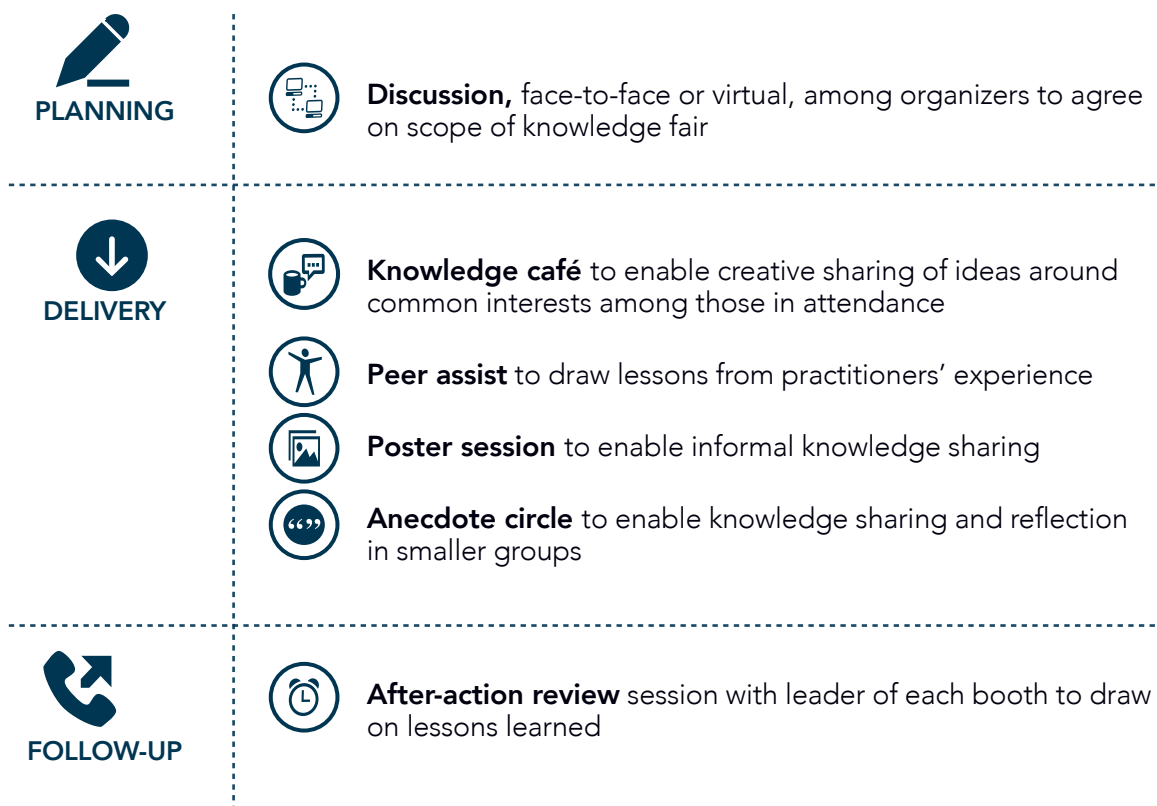 PLANNING
Discussion, face-to-face or virtual, among organizers to agree
on scope of knowledge fair
DELIVERY
Knowledge café to enable creative sharing of ideas around
common interests among those in attendance
Peer assist to draw lessons from practitioners’ experience
Poster session to enable informal knowledge sharing
Anecdote circle to enable knowledge sharing and reflection
in smaller groups
FOLLOW-UP
After-action review session with leader of each booth to draw
on lessons learned